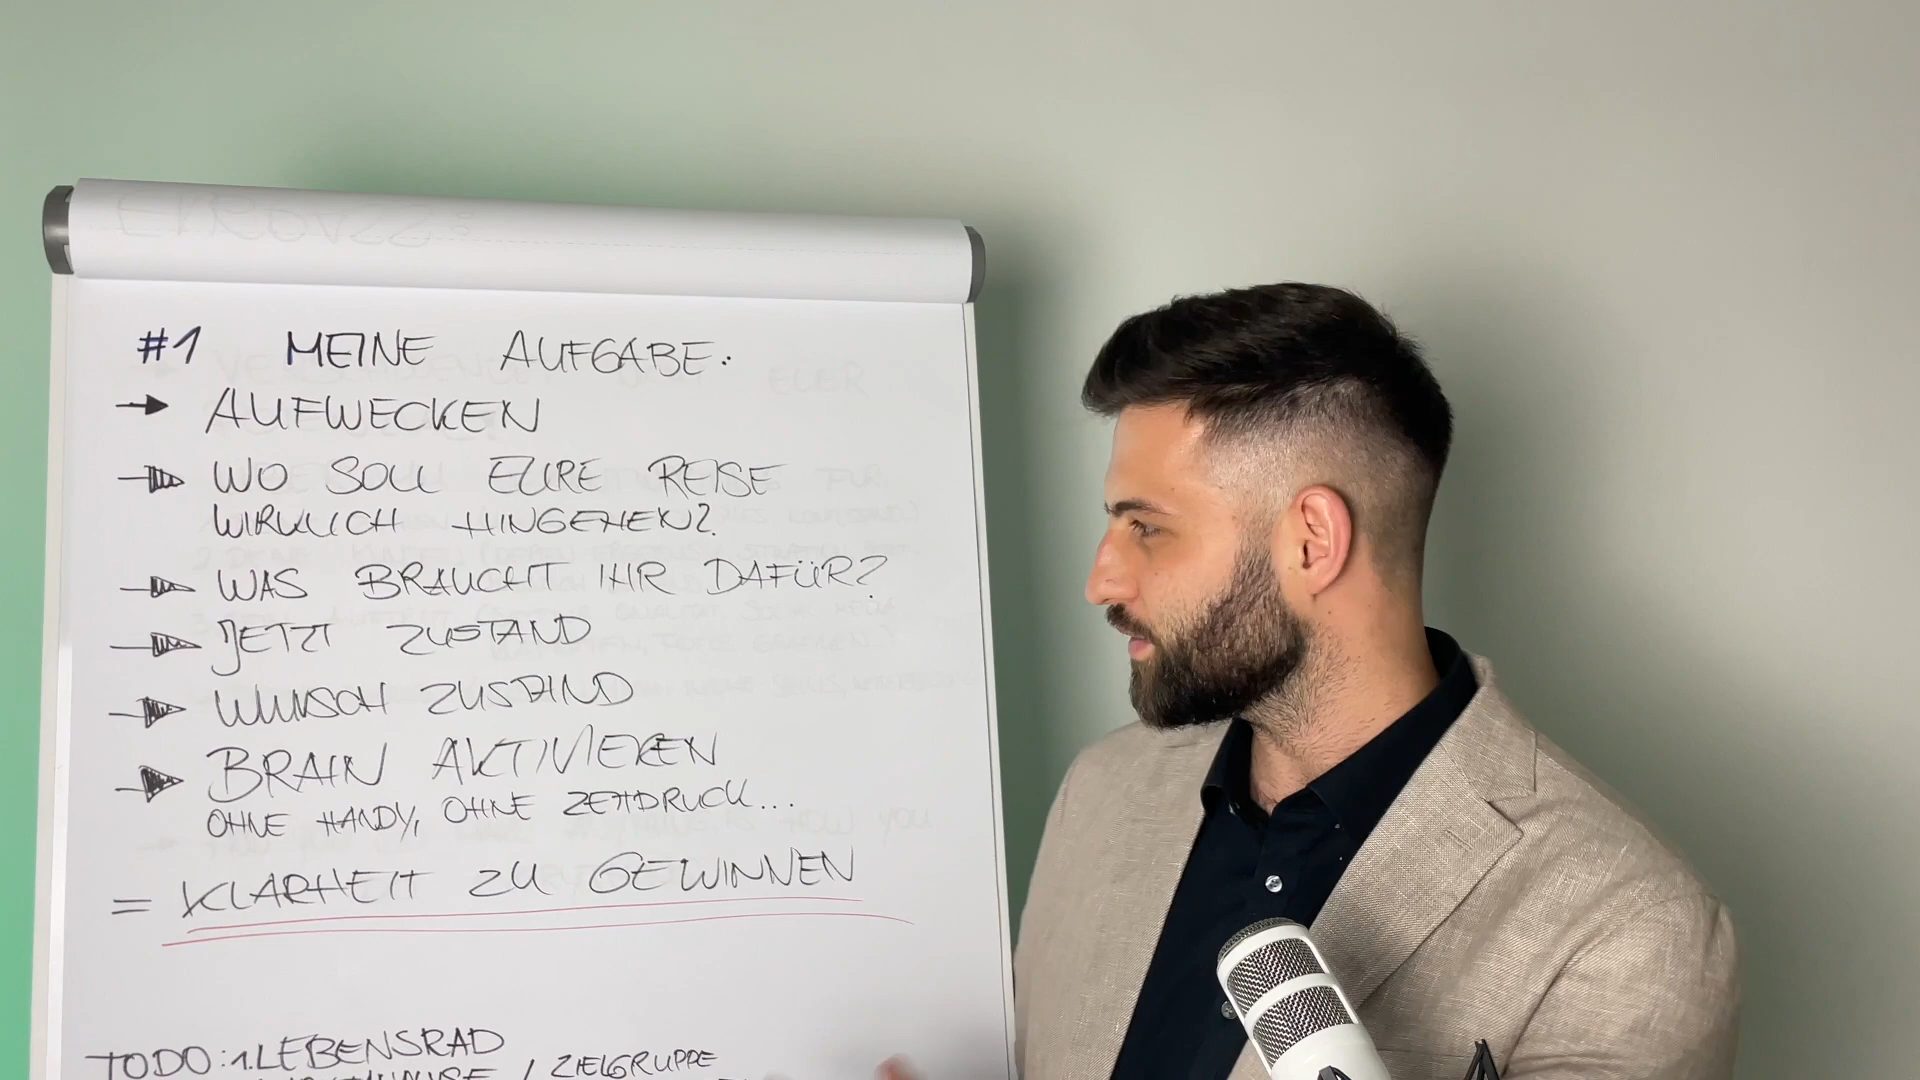 #1 MEINE AUFGABE:
→ AUFWECKEN
WO SOLL EURE REISE
WIRKLICH HINGEHEN?
WAS BRAUCHT IHR DAFÜR?
JETZT ZUSTAND
WUNSCH ZUSTAND
BRAIN AKTIVIEREN
OHNE HANDY, OHNE ZEITDRUCK...
= KLARHEIT ZU GEWINNEN
TODO: 1. LEBENSRAD
/ ZIELGRUPPE